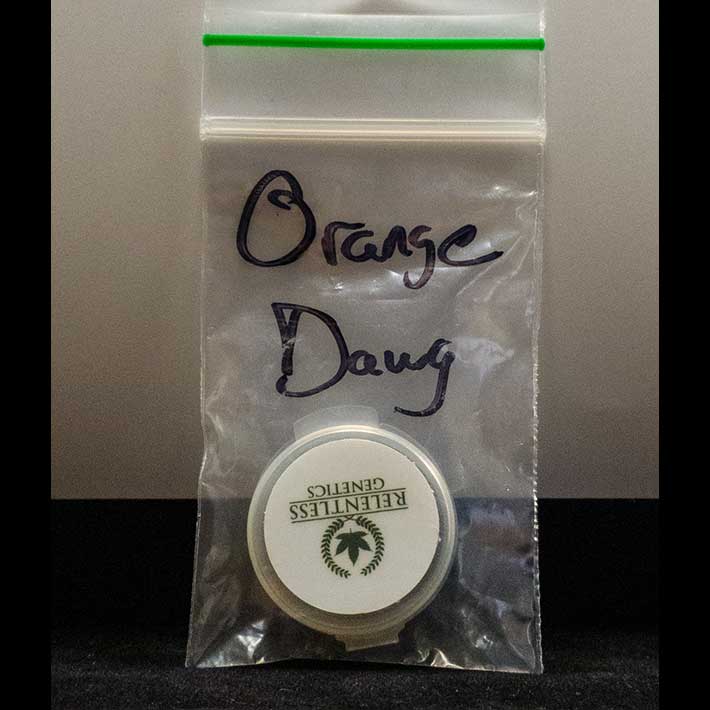 Orange
Dawg
RELENTLESS
GENETICS